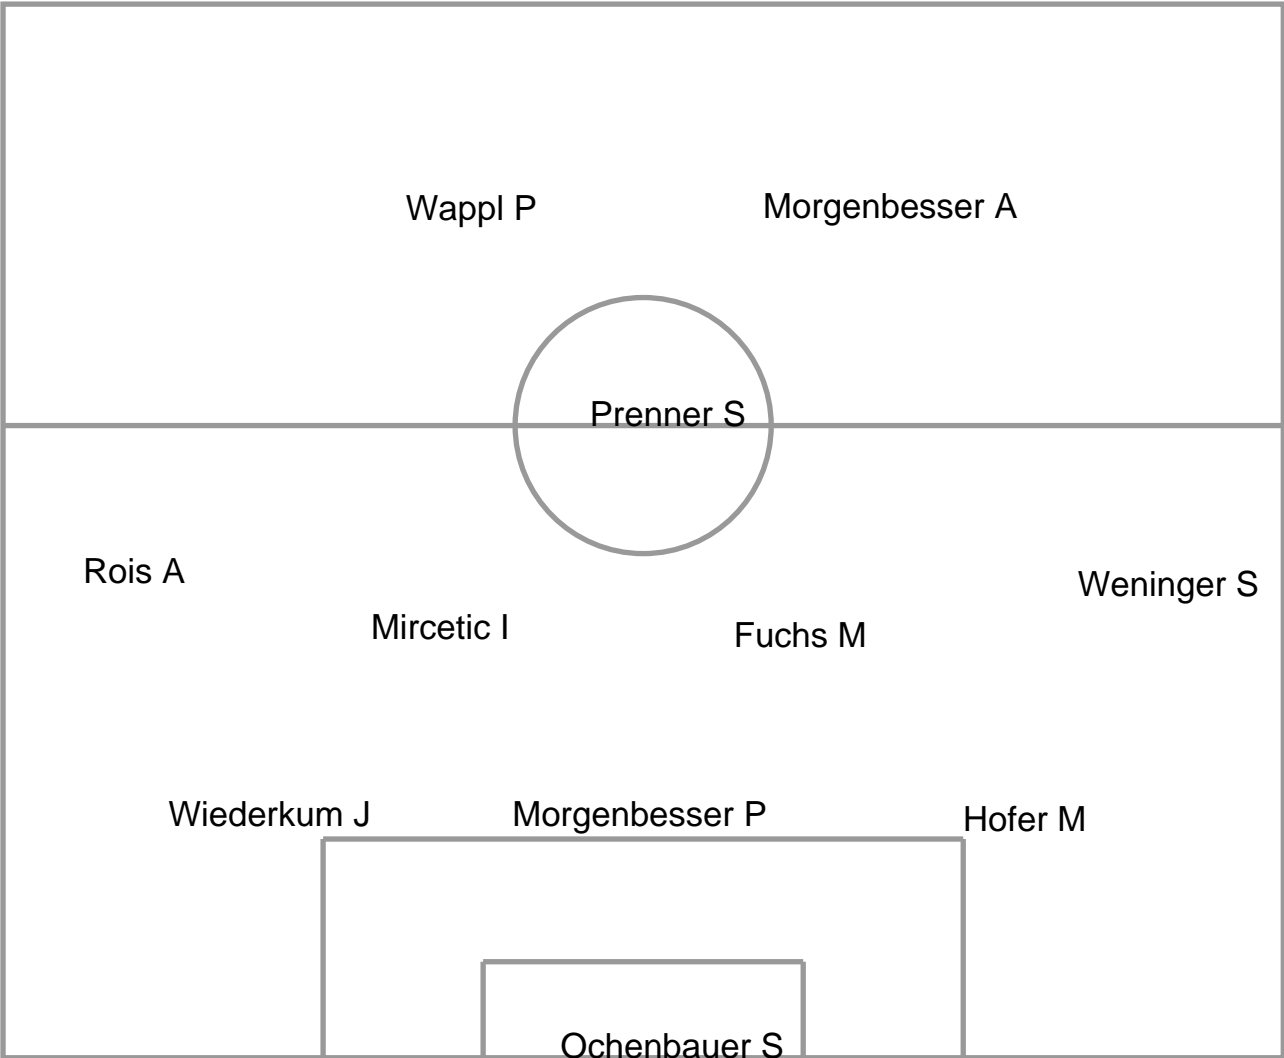 Wappl P
Morgenbesser A
Prenner S
Rois A
Weninger S
Mircetic I
Fuchs M
Wiederkum J
Morgenbesser P
Hofer M
Ochenbauer S